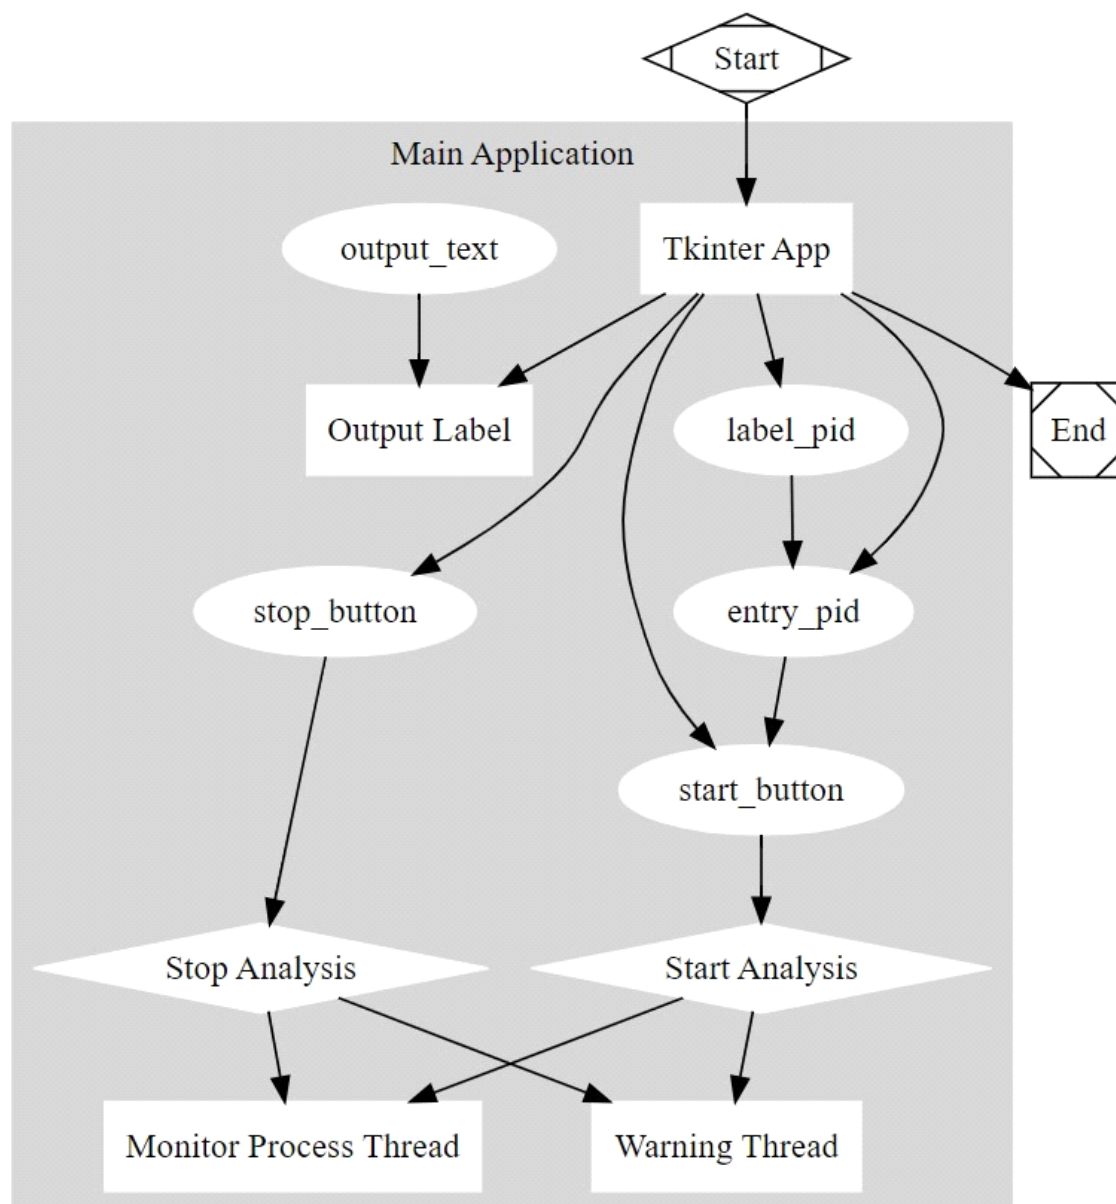 Start
Main Application
output_text
Tkinter App
Output Label
label_pid
End
stop_button
entry_pid
start_button
Stop Analysis
Start Analysis
Monitor Process Thread
Warning Thread